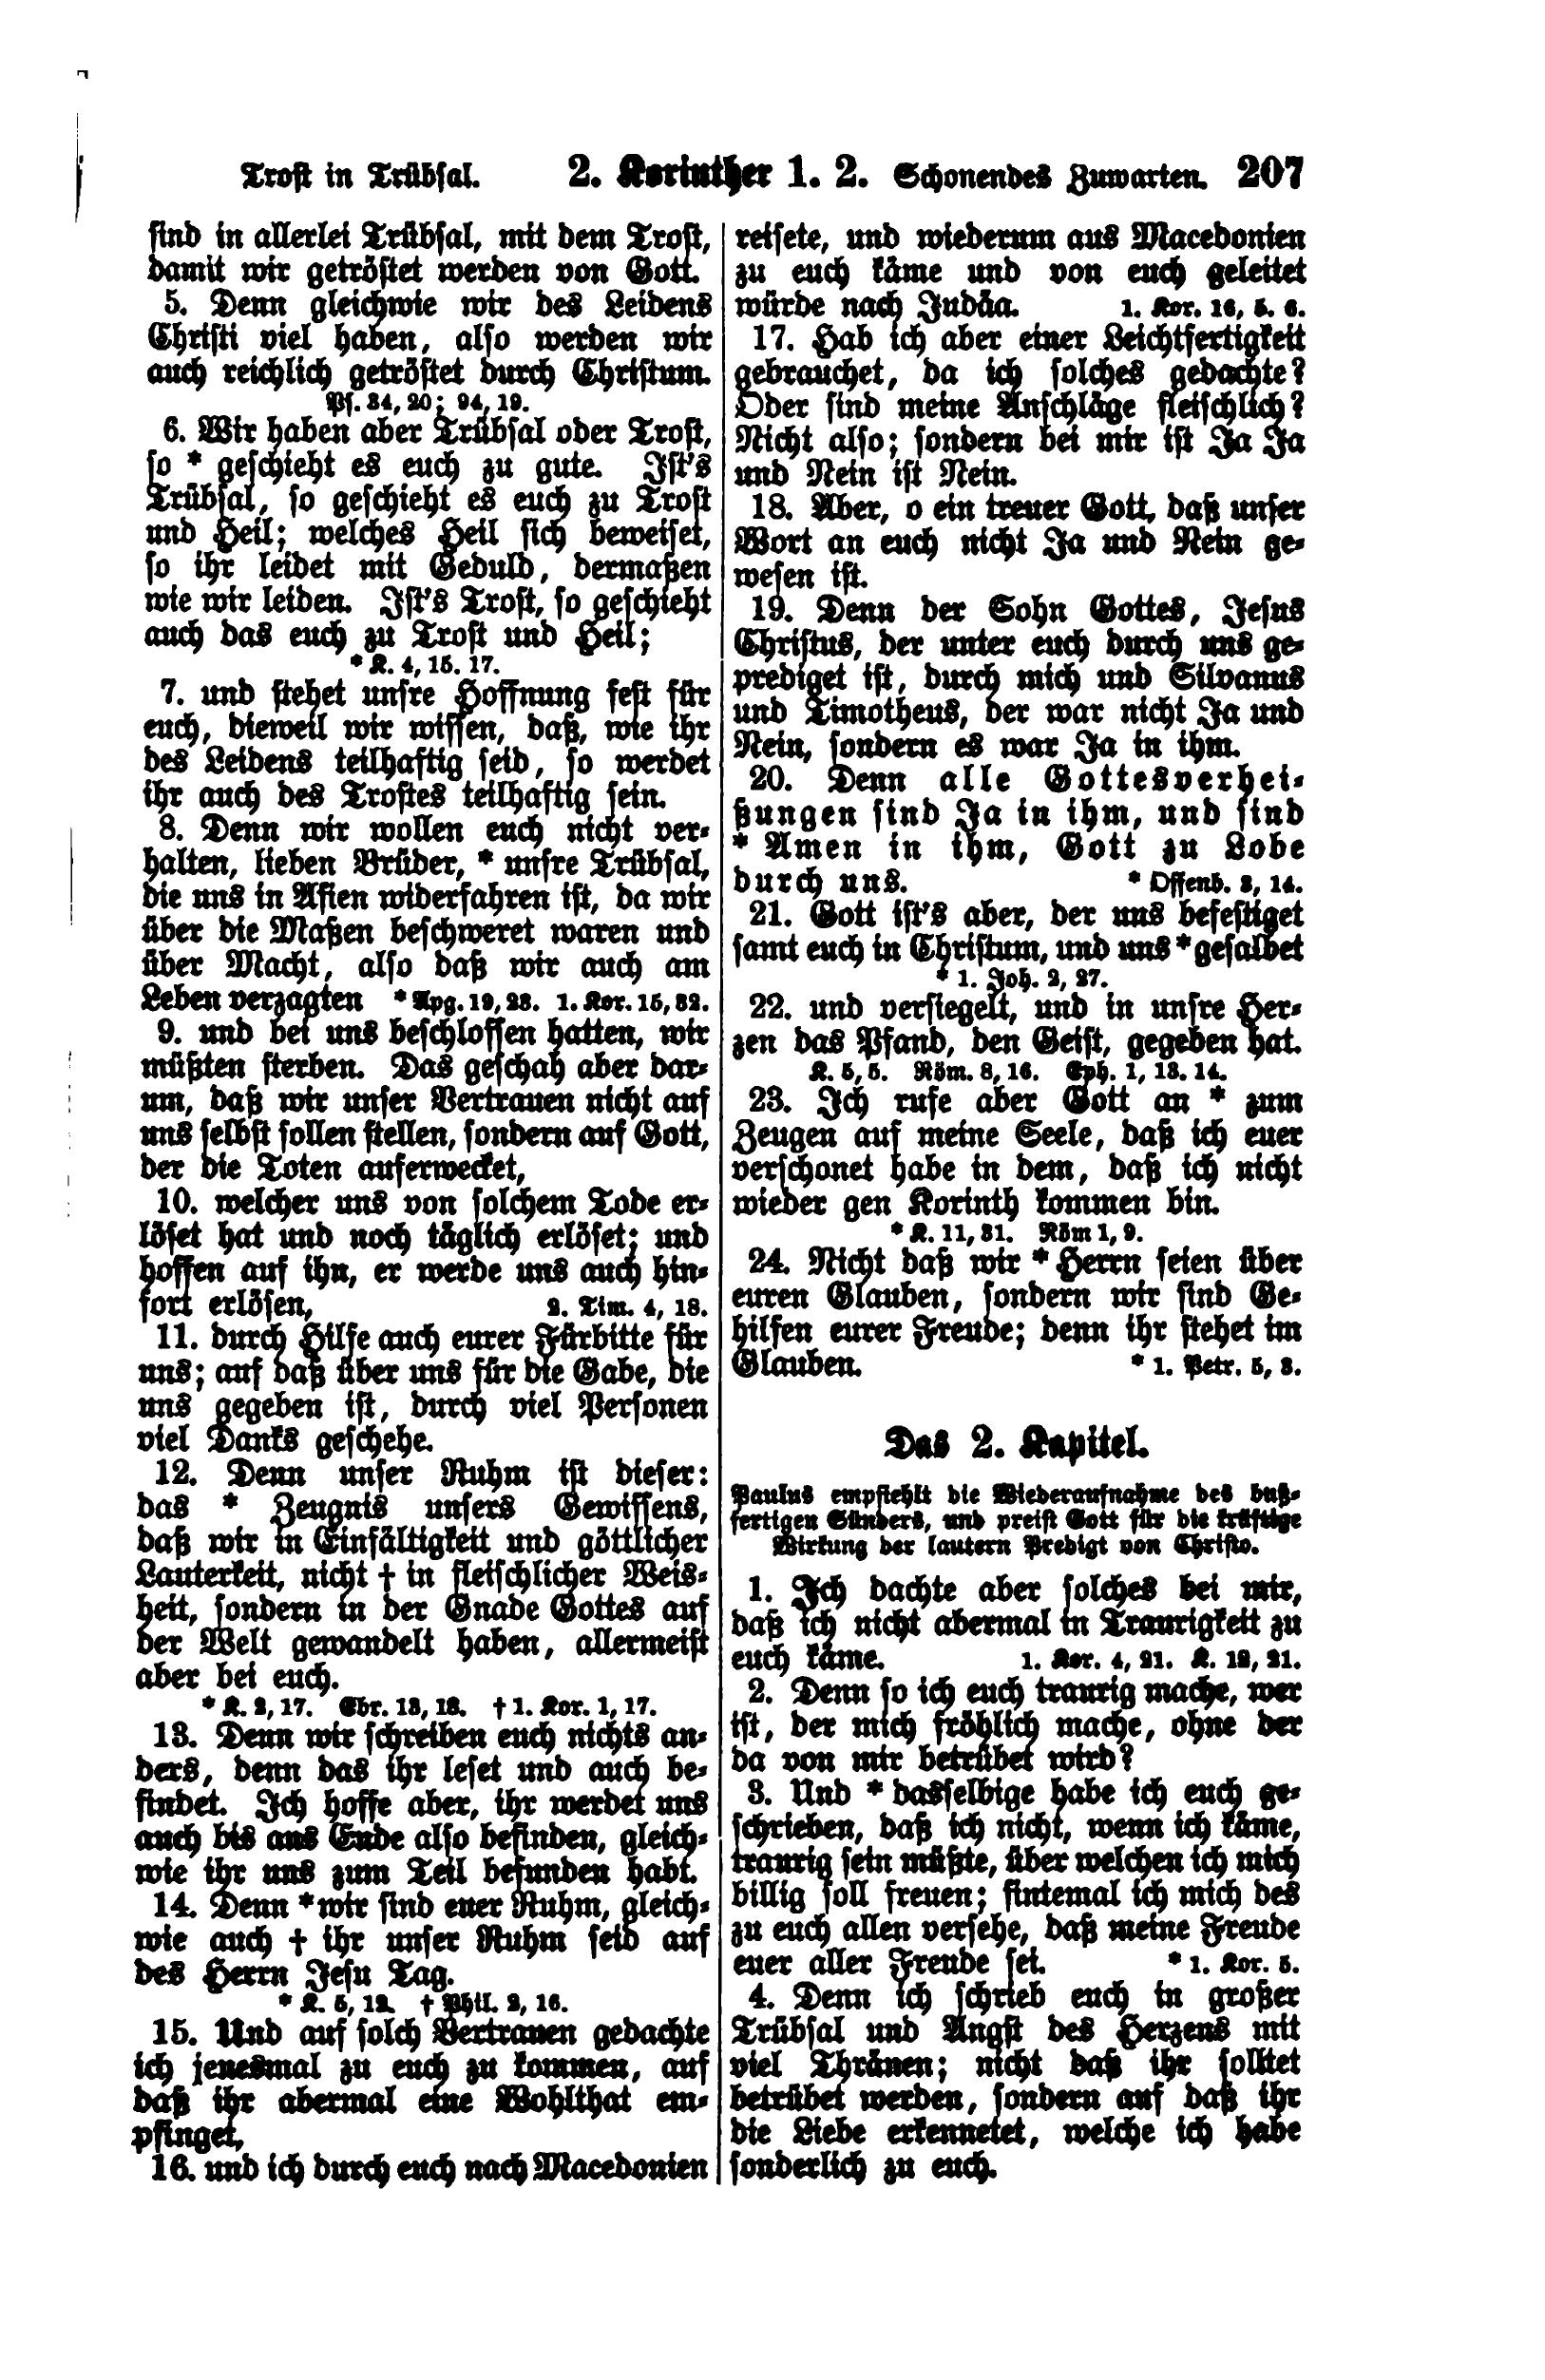 Trost in Trübsal. 2. Korinther 1. 2. Schonendes Zuwarten. 207
sind in allerlei Trübsal, mit dem Trost,
damit wir getröstet werden von Gott.
5. Denn gleichwie wir des Leidens
Christi viel haben, also werden wir
auch reichlich getröstet durch Christum.
Ps. 34, 20; 94, 19.
6. Wir haben aber Trübsal oder Trost,
so * geschieht es euch zu gute. Ist's
Trübsal, so geschieht es euch zu Trost
und Heil; welches Heil sich beweiset,
so ihr leidet mit Geduld, dermaßen
wie wir leiden. Ist's Trost, so geschieht
auch das euch zu Trost und Heil;
* K. 4, 15. 17.
7. und stehet unsre Hoffnung fest für
euch, dieweil wir wissen, daß, wie ihr
des Leidens teilhaftig seid, so werdet
ihr auch des Trostes teilhaftig sein.
8. Denn wir wollen euch nicht ver-
halten, lieben Brüder, * unsre Trübsal,
die uns in Asien widerfahren ist, da wir
über die Maßen beschweret waren und
über Macht, also daß wir auch am
Leben verzagten * Apg. 19, 23. 1. Kor. 15, 32.
9. und bei uns beschlossen hatten, wir
müßten sterben. Das geschah aber dar-
um, daß wir unser Vertrauen nicht auf
uns selbst sollen stellen, sondern auf Gott,
der die Toten auferwecket,
10. welcher uns von solchem Tode er-
löset hat und noch täglich erlöset; und
hoffen auf ihn, er werde uns auch hin-
fort erlösen, 2. Tim. 4, 18.
11. durch Hilfe auch eurer Fürbitte für
uns; auf daß über uns für die Gabe, die
uns gegeben ist, durch viel Personen
viel Danks geschehe.
12. Denn unser Ruhm ist dieser:
das * Zeugnis unsers Gewissens,
daß wir in Einfältigkeit und göttlicher
Lauterkeit, nicht † in fleischlicher Weis-
heit, sondern in der Gnade Gottes auf
der Welt gewandelt haben, allermeist
aber bei euch.
* K. 2, 17. Ebr. 13, 18. † 1. Kor. 1, 17.
13. Denn wir schreiben euch nichts an-
ders, denn das ihr leset und auch be-
findet. Ich hoffe aber, ihr werdet uns
auch bis ans Ende also befinden, gleich-
wie ihr uns zum Teil befunden habt.
14. Denn * wir sind euer Ruhm, gleich-
wie auch † ihr unser Ruhm seid auf
des Herrn Jesu Tag.
* K. 5, 12. † Phil. 2, 16.
15. Und auf solch Vertrauen gedachte
ich jenesmal zu euch zu kommen, auf
daß ihr abermal eine Wohlthat em-
pfinget,
16. und ich durch euch nach Macedonien
reisete, und wiederum aus Macedonien
zu euch käme und von euch geleitet
würde nach Judäa. 1. Kor. 16, 5. 6.
17. Hab ich aber einer Leichtfertigkeit
gebrauchet, da ich solches gedachte?
Oder sind meine Anschläge fleischlich?
Nicht also; sondern bei mir ist Ja Ja
und Nein ist Nein.
18. Aber, o ein treuer Gott, daß unser
Wort an euch nicht Ja und Nein ge-
wesen ist.
19. Denn der Sohn Gottes, Jesus
Christus, der unter euch durch uns ge-
prediget ist, durch mich und Silvanus
und Timotheus, der war nicht Ja und
Nein, sondern es war Ja in ihm.
20. Denn alle Gottesverhei-
ßungen sind Ja in ihm, und sind
* Amen in ihm, Gott zu Lobe
durch uns. * Offenb. 3, 14.
21. Gott ist's aber, der uns befestiget
samt euch in Christum, und uns * gesalbet
* 1. Joh. 2, 27.
22. und versiegelt, und in unsre Her-
zen das Pfand, den Geist, gegeben hat.
K. 5, 5. Röm. 8, 16. Eph. 1, 13. 14.
23. Ich rufe aber Gott an * zum
Zeugen auf meine Seele, daß ich euer
verschonet habe in dem, daß ich nicht
wieder gen Korinth kommen bin.
* K. 11, 31. Röm 1, 9.
24. Nicht daß wir * Herrn seien über
euren Glauben, sondern wir sind Ge-
hilfen eurer Freude; denn ihr stehet im
Glauben. * 1. Petr. 5, 3.
Das 2. Kapitel.
Paulus empfiehlt die Wiederaufnahme des buß-
fertigen Sünders, und preist Gott für die kräftige
Wirkung der lautern Predigt von Christo.
1. Ich dachte aber solches bei mir,
daß ich nicht abermal in Traurigkeit zu
euch käme. 1. Kor. 4, 21. K. 12, 21.
2. Denn so ich euch traurig mache, wer
ist, der mich fröhlich mache, ohne der
da von mir betrübet wird?
3. Und * dasselbige habe ich euch ge-
schrieben, daß ich nicht, wenn ich käme,
traurig sein müßte, über welchen ich mich
billig soll freuen; sintemal ich mich des
zu euch allen versehe, daß meine Freude
euer aller Freude sei. * 1. Kor. 5.
4. Denn ich schrieb euch in großer
Trübsal und Angst des Herzens mit
viel Thränen; nicht daß ihr solltet
betrübet werden, sondern auf daß ihr
die Liebe erkennetet, welche ich habe
sonderlich zu euch.